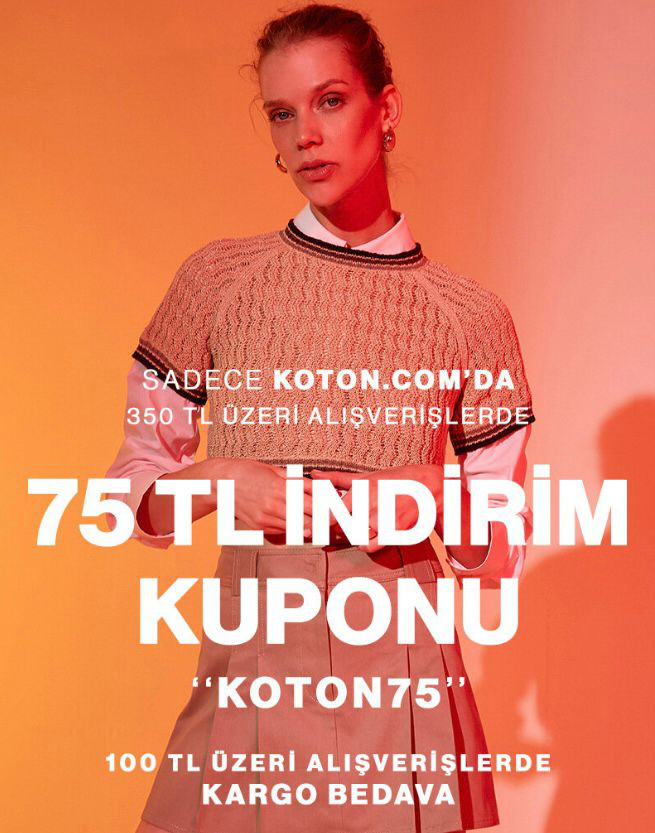 SADECE KOTON.COM'DA
350 TL ÜZERİ ALIŞVERİŞLERDE
75 TL İNDİRİM
KUPONU
‘‘KOTON75’’
100 TL ÜZERİ ALIŞVERİŞLERDE
KARGO BEDAVA